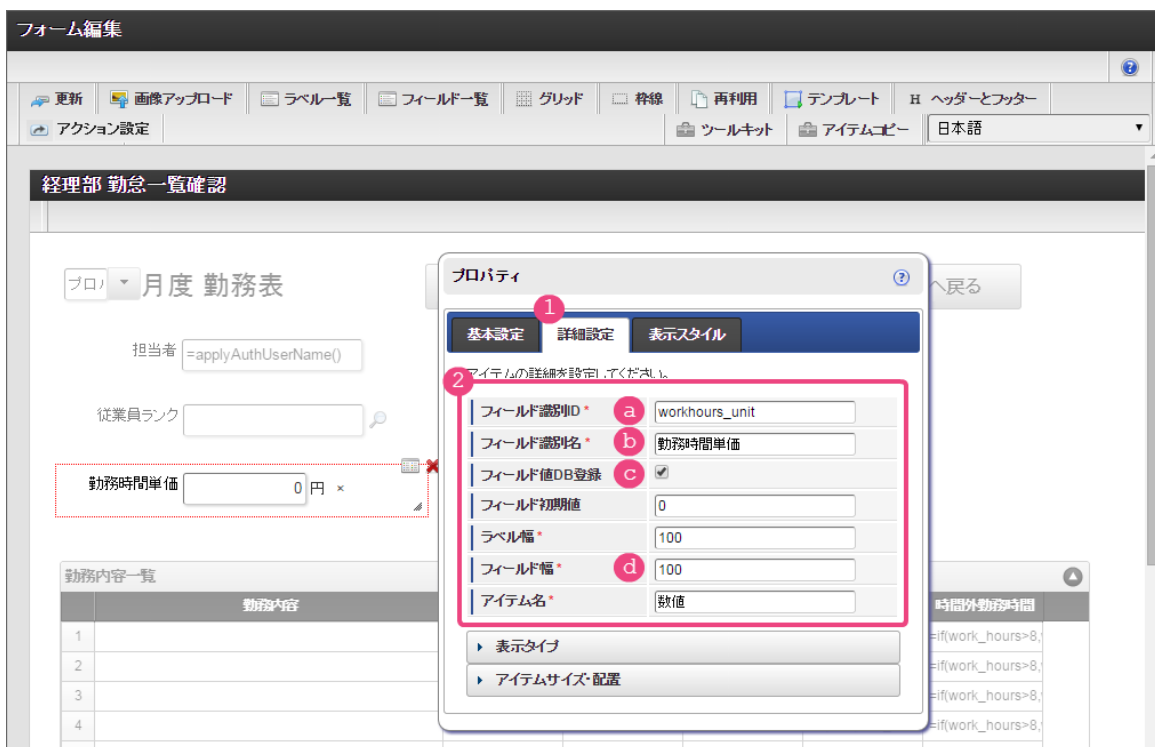 フォーム編集
更新 画像アップロード ラベル一覧 フィールド一覧 グリッド 枠線 再利用 テンプレート H ヘッダーとフッター
アクション設定 ツールキット アイテムコピー 日本語
経理部 勤怠一覧確認
月度 勤務表
へ戻る
担当者 =applyAuthUserName()
従業員ランク
勤務時間単価 0 円 ×
プロパティ
1
基本設定 詳細設定 表示スタイル
アイテムの詳細を設定してください。
2
フィールド識別ID* a workhours_unit
フィールド識別名* b 勤務時間単価
フィールド値DB登録 c
フィールド初期値 0
ラベル幅* 100
フィールド幅* d 100
アイテム名* 数値
表示タイプ
アイテムサイズ・配置
勤務内容一覧
勤務内容 時間外勤務時間
1 =if(work_hours>8,
2 =if(work_hours>8,
3 =if(work_hours>8,
4 =if(work_hours>8,